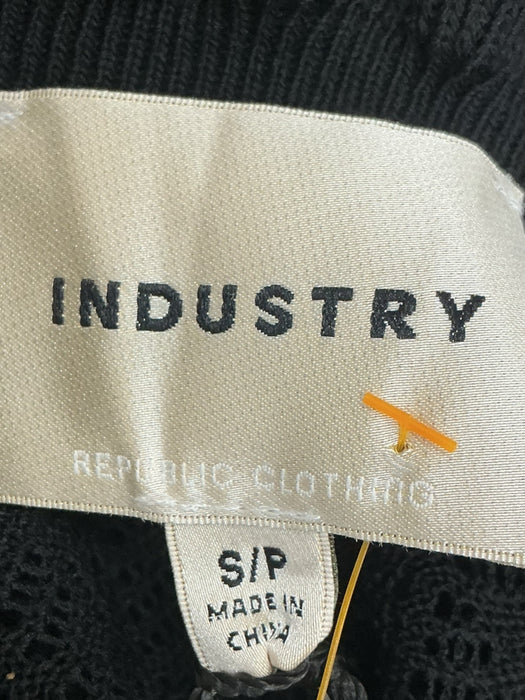 INDUSTRY
REPUBLIC CLOTHING
S/P
MADE IN
CHINA